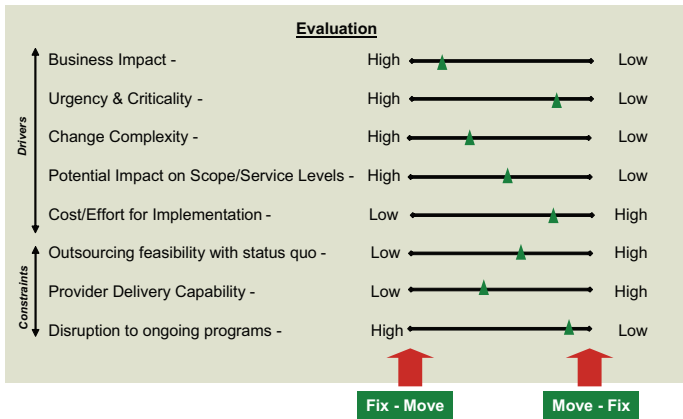 Evaluation
Drivers
Business Impact - High Low
Urgency & Criticality - High Low
Change Complexity - High Low
Potential Impact on Scope/Service Levels - High Low
Cost/Effort for Implementation - Low High
Constraints
Outsourcing feasibility with status quo - Low High
Provider Delivery Capability - Low High
Disruption to ongoing programs - High Low
Fix - Move Move - Fix